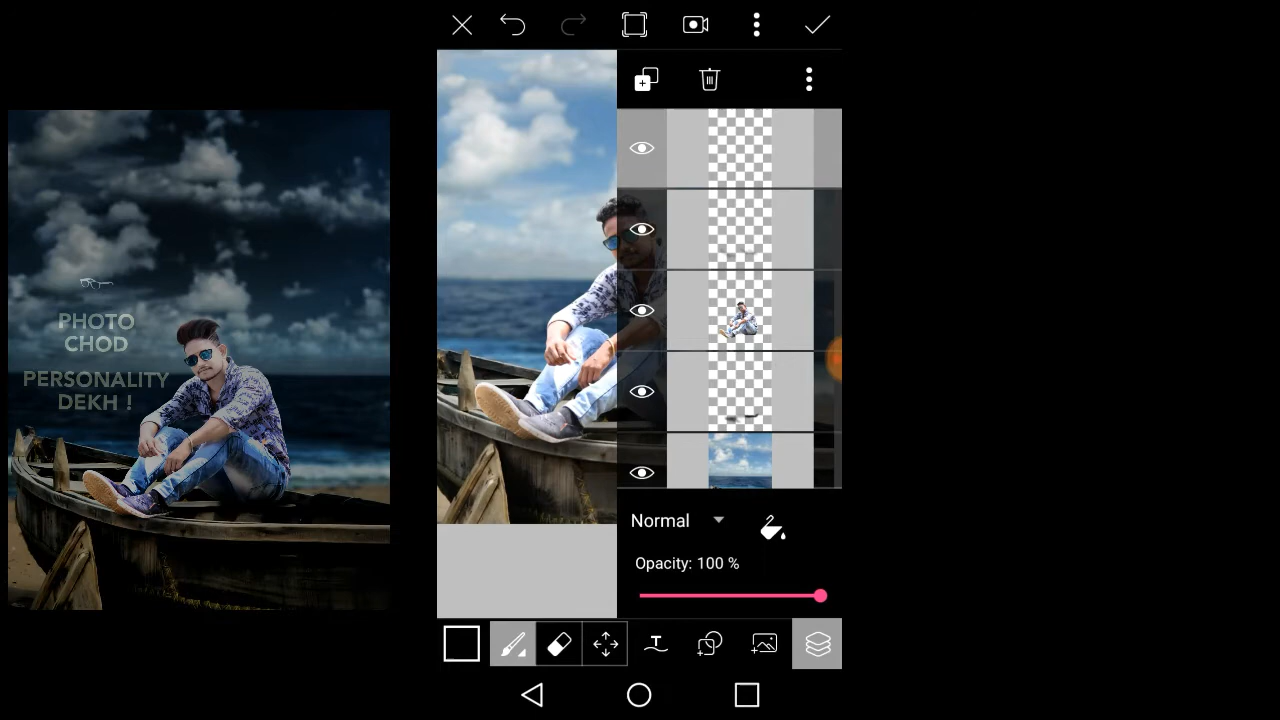 PHOTO
CHOD
PERSONALITY
DEKH !
Normal
Opacity: 100 %